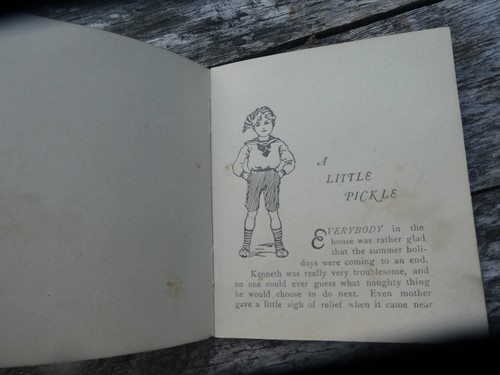 A
LITTLE
PICKLE
EVERYBODY in the
house was rather glad
that the summer holi-
days were coming to an end.
Kenneth was really very troublesome, and
no one could ever guess what naughty thing
he would choose to do next. Even mother
gave a little sigh of relief when it came near